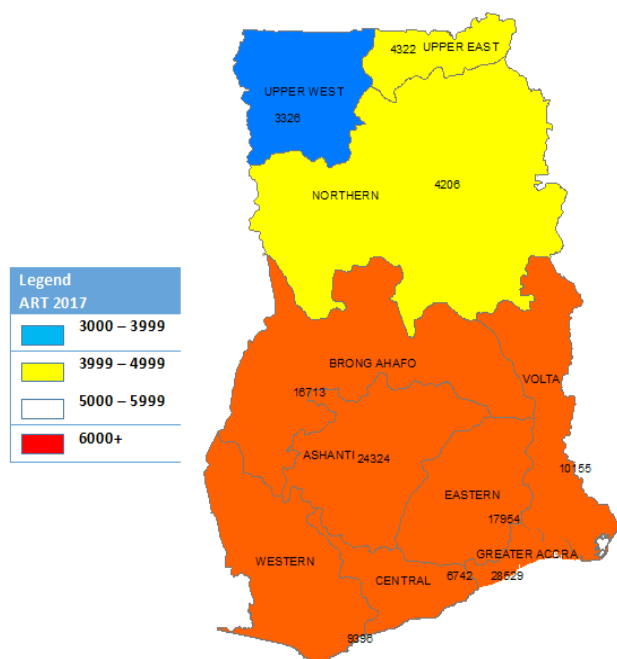 4322 UPPER EAST
UPPER WEST
3326
NORTHERN
4206
Legend
ART 2017
3000 – 3999
3999 – 4999
5000 – 5999
6000+
BRONG AHAFO
VOLTA
16713
ASHANTI 24324
10155
EASTERN
17954
WESTERN
GREATER ACCRA
CENTRAL
6742
28529
9396